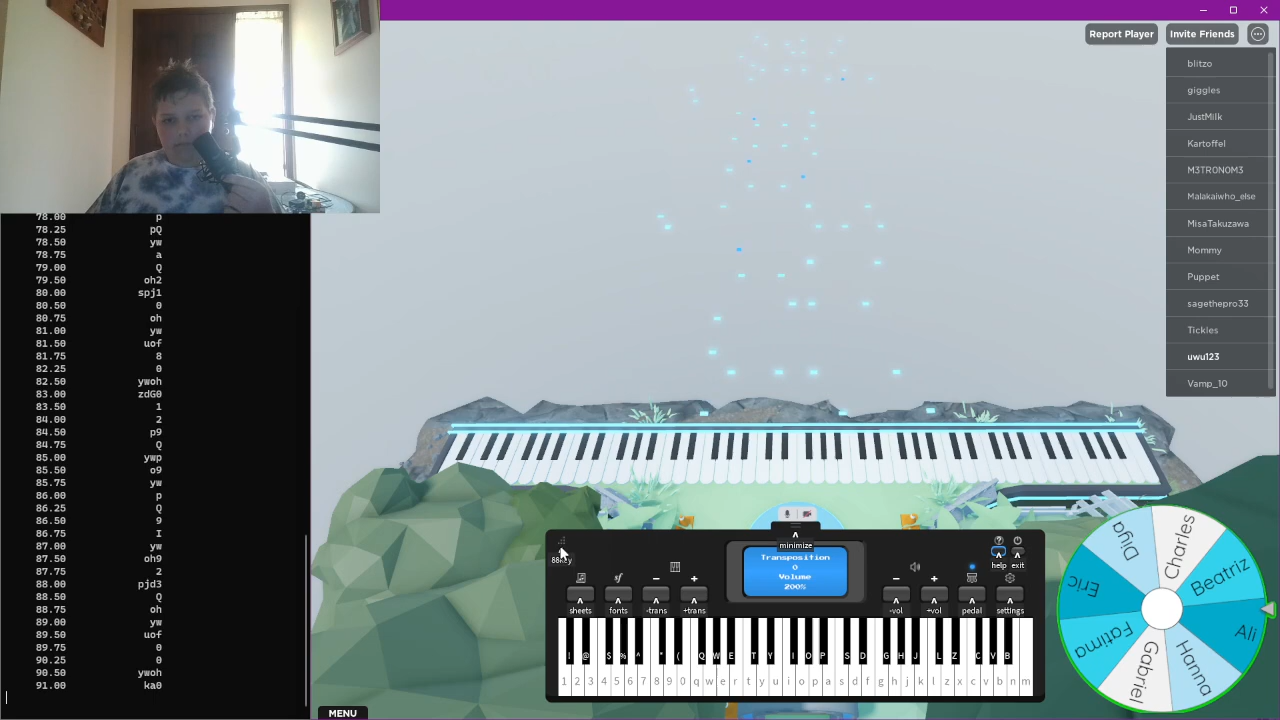 Report Player
Invite Friends
blitzo
giggles
JustMilk
Kartoffel
M3TR0N0M3
Malakaiwho_else
MisaTakuzawa
Mommy
Puppet
sagethepro33
Tickles
uwu123
Vamp_10
78.00 p
78.25 pQ
78.50 yw
78.75 a
79.00 Q
79.50 oh2
80.00 spj1
80.50 0
80.75 oh
81.00 yw
81.50 uof
81.75 8
82.25 0
82.50 ywoh
83.00 zdG0
83.50 1
84.00 2
84.50 p9
84.75 Q
85.00 ywp
85.50 o9
85.75 yw
86.00 p
86.25 Q
86.50 9
86.75 I
87.00 yw
87.50 oh9
87.75 2
88.00 pjd3
88.50 Q
88.75 oh
89.00 yw
89.50 uof
89.75 0
90.25 0
90.50 ywoh
91.00 ka0
88key
minimize
Transposition
0
Volume
200%
help
exit
sheets
fonts
-trans
+trans
-vol
+vol
pedal
settings
! @ $ % ^ * ( Q W E T Y I O P S D G H J L Z C V B
1 2 3 4 5 6 7 8 9 0 q w e r t y u i o p a s d f g h j k l z x c v b n m
Diya
Charles
Beatriz
Ali
Hanna
Gabriel
Fatima
Eric
MENU